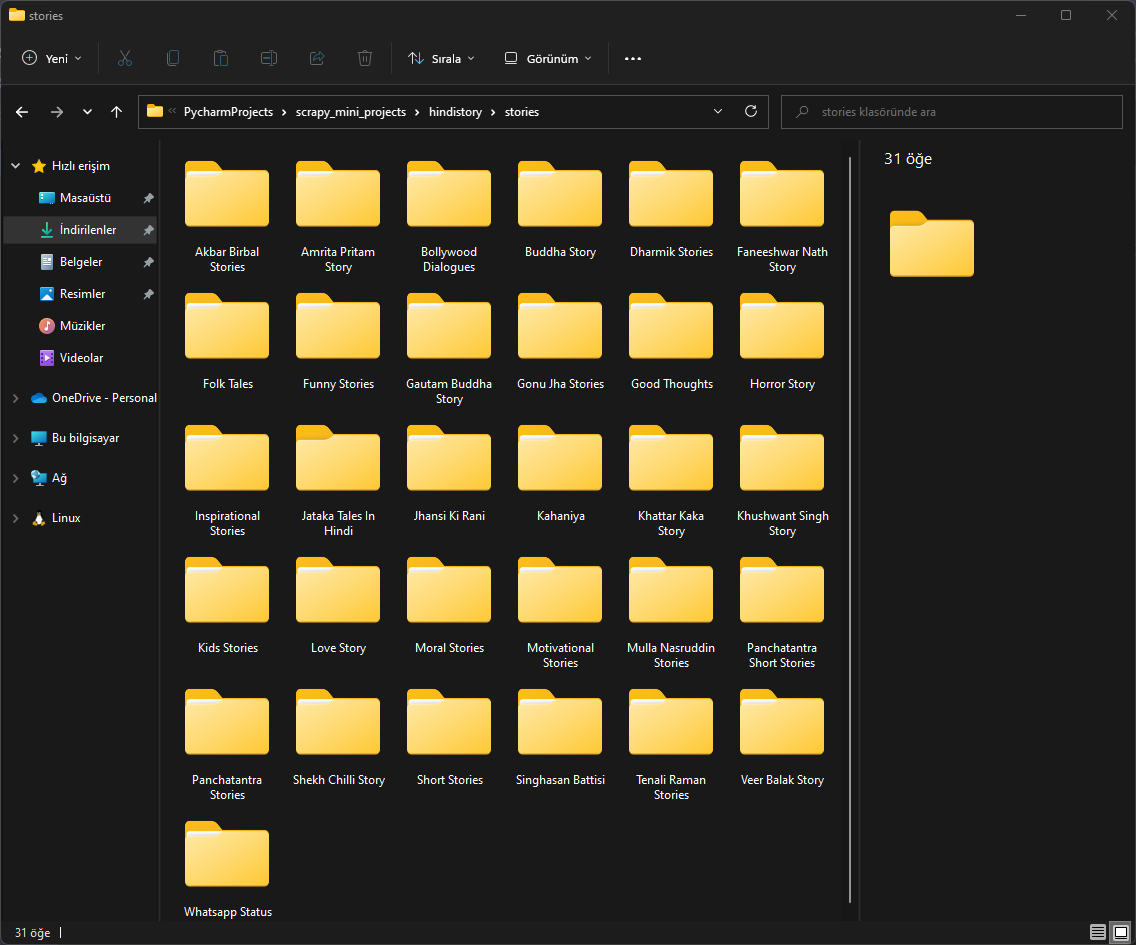 stories
Yeni
Sırala
Görünüm
PycharmProjects
scrapy_mini_projects
hindistory
stories
stories klasöründe ara
Hızlı erişim
Masaüstü
İndirilenler
Belgeler
Resimler
Müzikler
Videolar
OneDrive - Personal
Bu bilgisayar
Ağ
Linux
Akbar Birbal
Stories
Amrita Pritam
Story
Bollywood
Dialogues
Buddha Story
Dharmik Stories
Faneeshwar Nath
Story
Folk Tales
Funny Stories
Gautam Buddha
Story
Gonu Jha Stories
Good Thoughts
Horror Story
Inspirational
Stories
Jataka Tales In
Hindi
Jhansi Ki Rani
Kahaniya
Khattar Kaka
Story
Khushwant Singh
Story
Kids Stories
Love Story
Moral Stories
Motivational
Stories
Mulla Nasruddin
Stories
Panchatantra
Short Stories
Panchatantra
Stories
Shekh Chilli Story
Short Stories
Singhasan Battisi
Tenali Raman
Stories
Veer Balak Story
Whatsapp Status
31 öğe
31 öğe